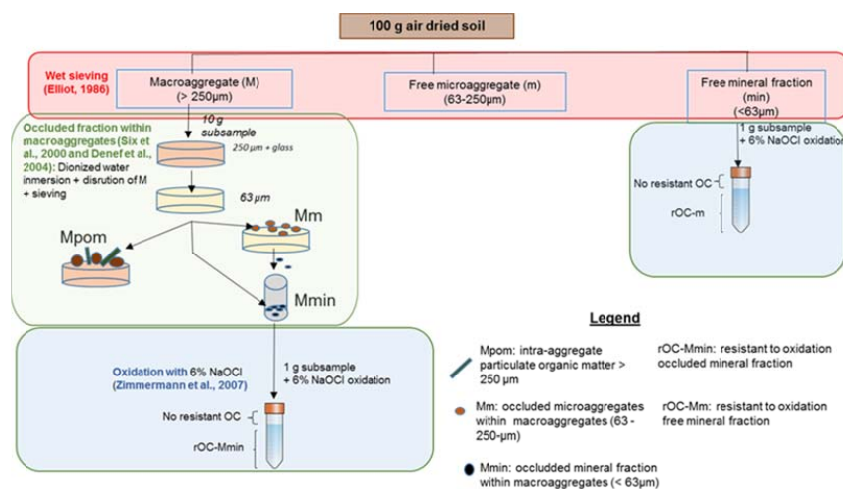 100 g air dried soil
Wet sieving
(Elliot, 1986)
Macroaggregate (M)
(> 250µm)
Free microaggregate (m)
(63-250µm)
Free mineral fraction
(min)
(<63µm)
Occluded fraction within
macroaggregates (Six
et al., 2000 and Denef et al.,
2004): Dionized water
inmersion + disrution of M
+ sieving
10 g
subsample
250 µm + glass
63 µm
Mpom
Mm
Mmin
1 g subsample
+ 6% NaOCl oxidation
No resistant OC
rOC-m
Oxidation with 6% NaOCl
(Zimmermann et al., 2007)
1 g subsample
+ 6% NaOCl oxidation
No resistant OC
rOC-Mmin
Legend
Mpom: intra-aggregate
particulate organic matter >
250 µm
rOC-Mmin: resistant to oxidation
occluded mineral fraction
Mm: occluded microaggregates
within macroaggregates (63 -
250-µm)
rOC-Mm: resistant to oxidation
free mineral fraction
Mmin: occludded mineral fraction
within macroaggregates (< 63µm)